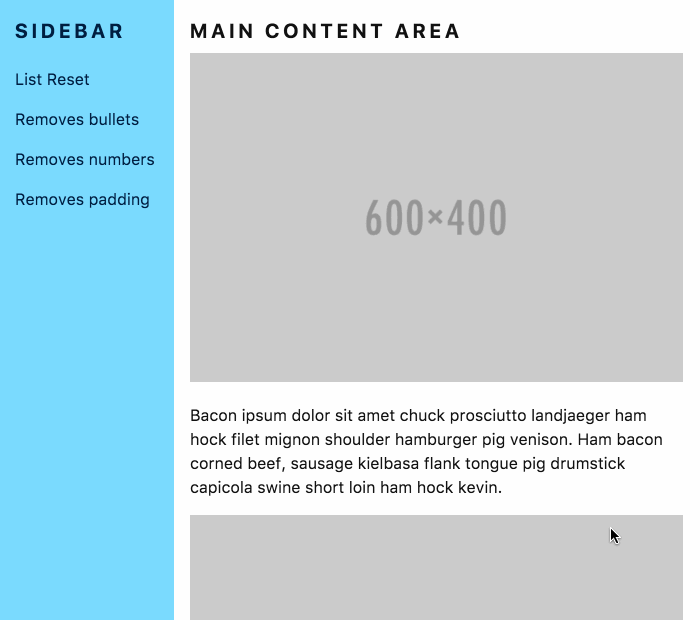 SIDEBAR
List Reset
Removes bullets
Removes numbers
Removes padding
MAIN CONTENT AREA
600×400
Bacon ipsum dolor sit amet chuck prosciutto landjaeger ham
hock filet mignon shoulder hamburger pig venison. Ham bacon
corned beef, sausage kielbasa flank tongue pig drumstick
capicola swine short loin ham hock kevin.